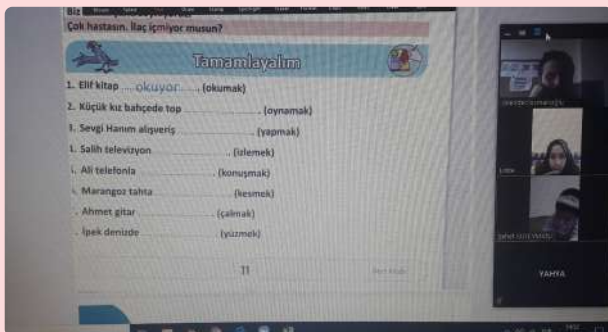 Biz
Çok hastasın. İlaç içmiyor musun?
Tamamlayalım
1. Elif kitap .... okuyor ...... (okumak)
2. Küçük kız bahçede top ........................ (oynamak)
3. Sevgi Hanım alışveriş ........................ (yapmak)
Salih televizyon ........................ (izlemek)
Ali telefonla ........................ (konuşmak)
Marangoz tahta ........................ (kesmek)
Ahmet gitar ........................ (çalmak)
İpek denizde ........................ (yüzmek)
11
YAHYA